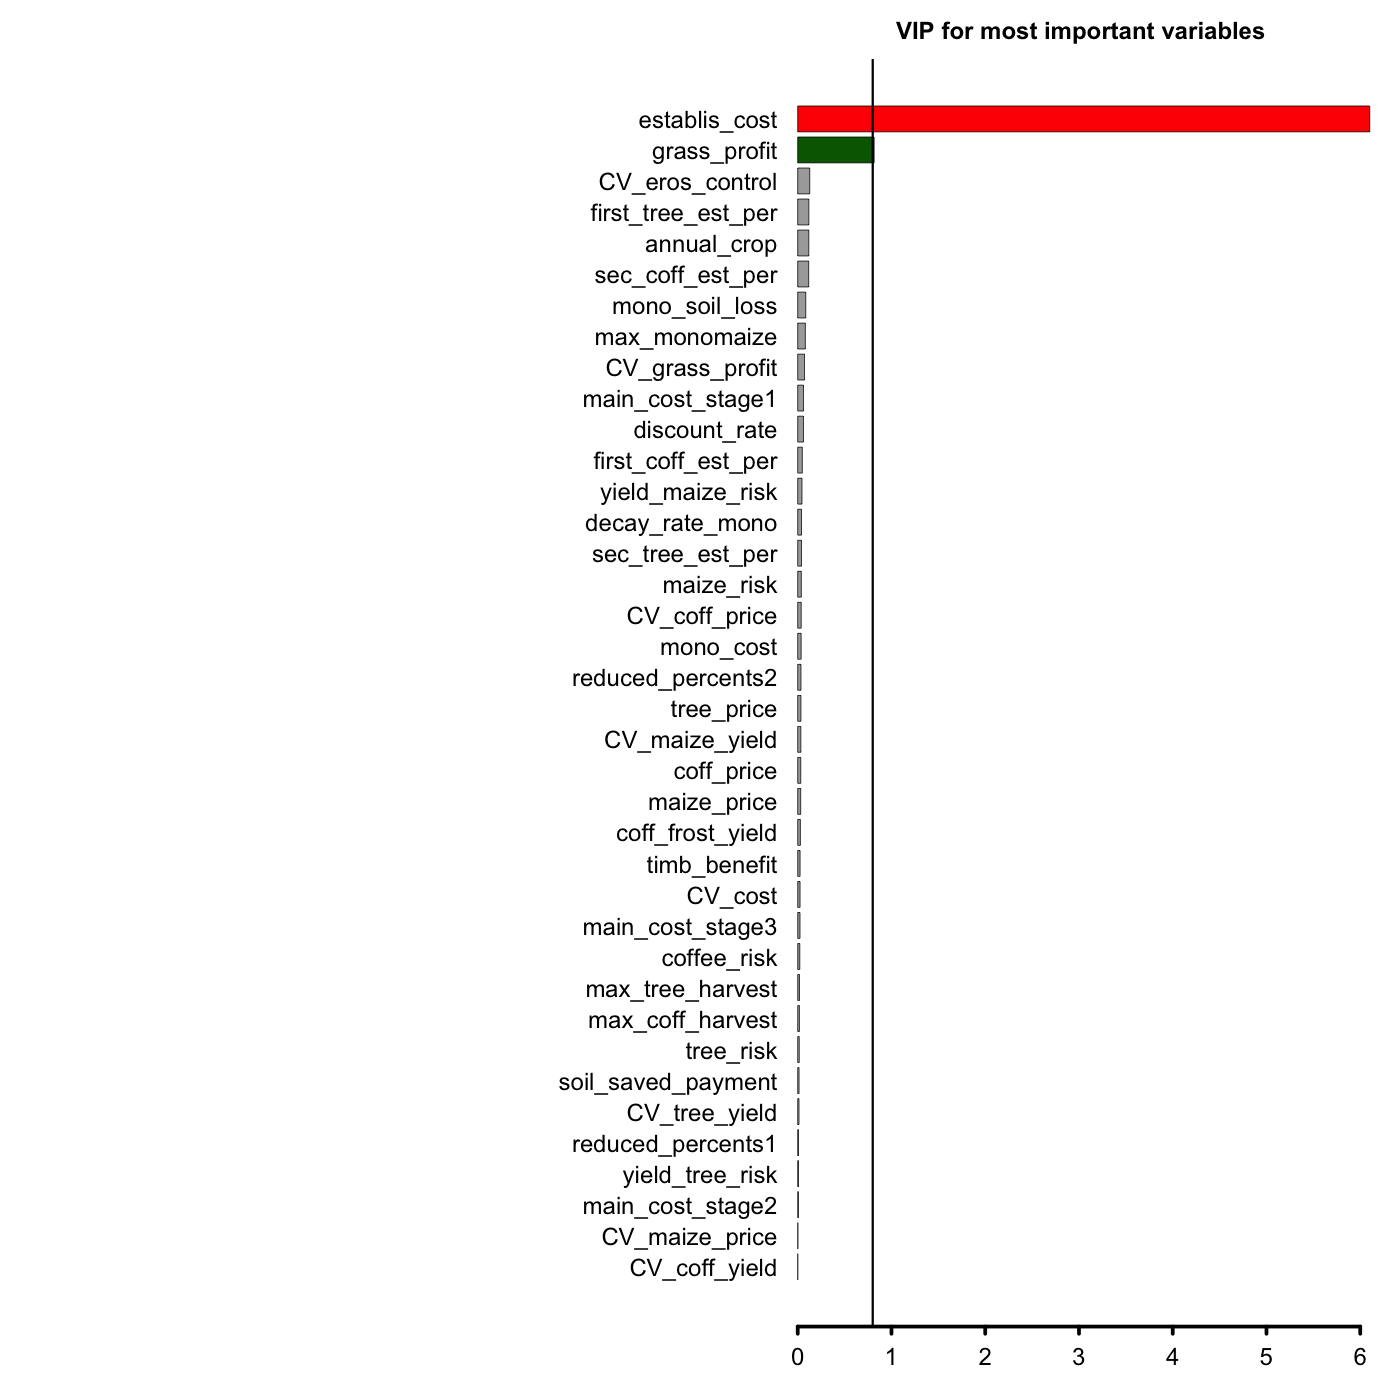 VIP for most important variables
establis_cost
grass_profit
CV_eros_control
first_tree_est_per
annual_crop
sec_coff_est_per
mono_soil_loss
max_monomaize
CV_grass_profit
main_cost_stage1
discount_rate
first_coff_est_per
yield_maize_risk
decay_rate_mono
sec_tree_est_per
maize_risk
CV_coff_price
mono_cost
reduced_percents2
tree_price
CV_maize_yield
coff_price
maize_price
coff_frost_yield
timb_benefit
CV_cost
main_cost_stage3
coffee_risk
max_tree_harvest
max_coff_harvest
tree_risk
soil_saved_payment
CV_tree_yield
reduced_percents1
yield_tree_risk
main_cost_stage2
CV_maize_price
CV_coff_yield
0 1 2 3 4 5 6